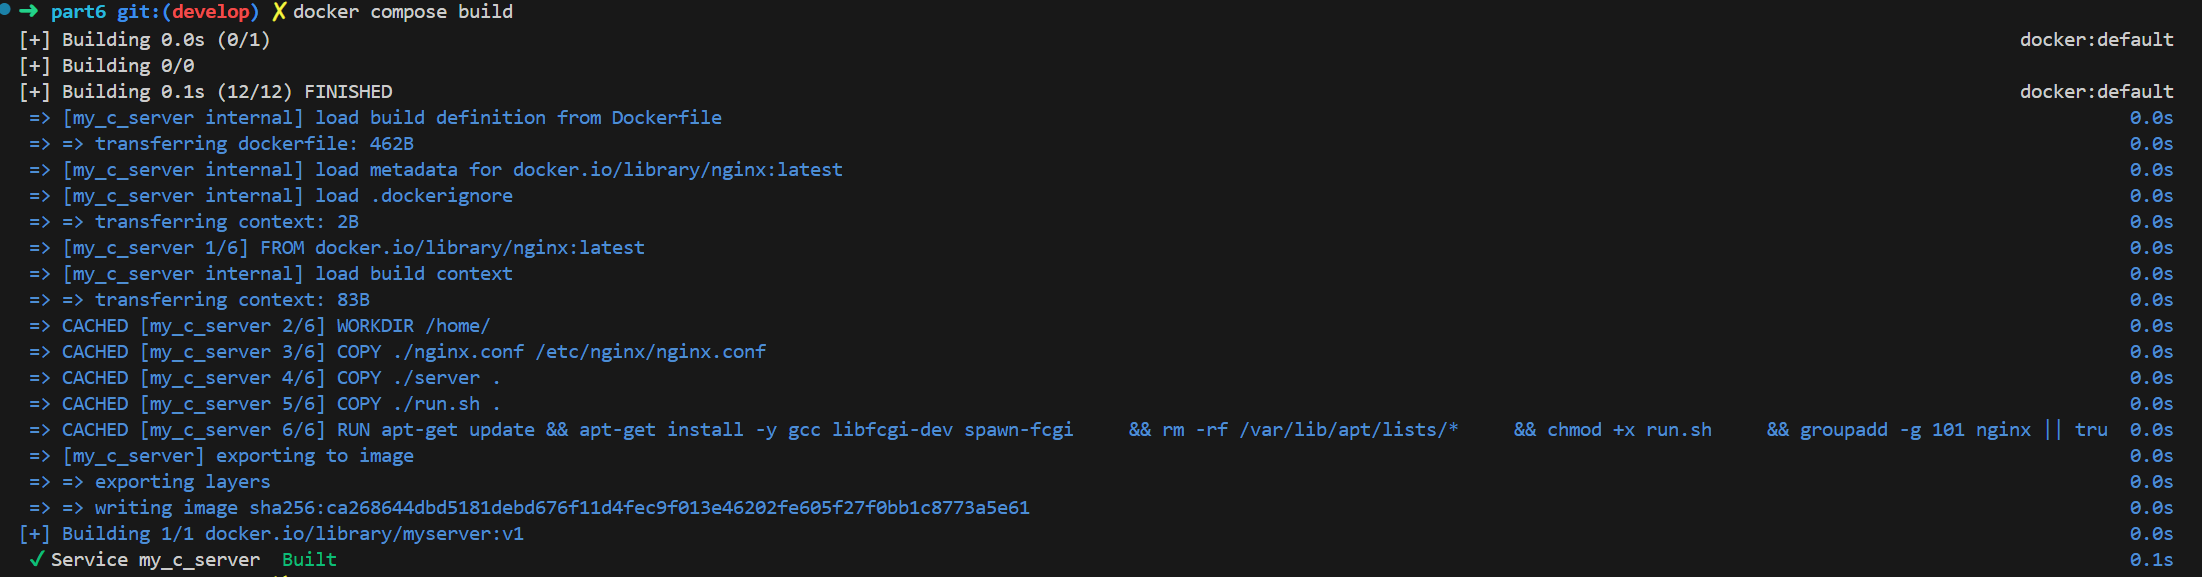 ➜ part6 git:(develop) ✗ docker compose build
[+] Building 0.0s (0/1) docker:default
[+] Building 0/0
[+] Building 0.1s (12/12) FINISHED docker:default
=> [my_c_server internal] load build definition from Dockerfile 0.0s
=> => transferring dockerfile: 462B 0.0s
=> [my_c_server internal] load metadata for docker.io/library/nginx:latest 0.0s
=> [my_c_server internal] load .dockerignore 0.0s
=> => transferring context: 2B 0.0s
=> [my_c_server 1/6] FROM docker.io/library/nginx:latest 0.0s
=> [my_c_server internal] load build context 0.0s
=> => transferring context: 83B 0.0s
=> CACHED [my_c_server 2/6] WORKDIR /home/ 0.0s
=> CACHED [my_c_server 3/6] COPY ./nginx.conf /etc/nginx/nginx.conf 0.0s
=> CACHED [my_c_server 4/6] COPY ./server . 0.0s
=> CACHED [my_c_server 5/6] COPY ./run.sh . 0.0s
=> CACHED [my_c_server 6/6] RUN apt-get update && apt-get install -y gcc libfcgi-dev spawn-fcgi     && rm -rf /var/lib/apt/lists/*     && chmod +x run.sh     && groupadd -g 101 nginx || tru 0.0s
=> [my_c_server] exporting to image 0.0s
=> => exporting layers 0.0s
=> => writing image sha256:ca268644dbd5181debd676f11d4fec9f013e46202fe605f27f0bb1c8773a5e61 0.0s
[+] Building 1/1 docker.io/library/myserver:v1 0.0s
✓ Service my_c_server  Built 0.1s